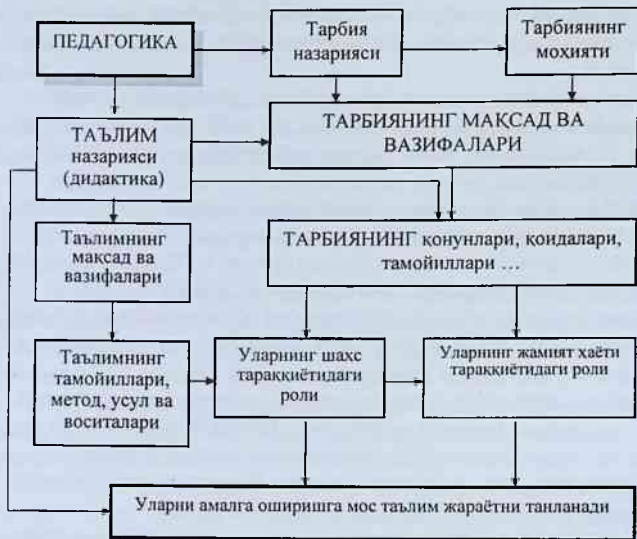 ПЕДАГОГИКА
Тарбия
назарияси
Тарбиянинг
моҳияти
ТАЪЛИМ
назарияси
(дидактика)
ТАРБИЯНИНГ МАҚСАД ВА
ВАЗИФАЛАРИ
Таълимнинг
мақсад ва
вазифалари
ТАРБИЯНИНГ қонунлари, қоидалари,
тамойиллари ...
Таълимнинг
тамойиллари,
метод, усул ва
воситалари
Уларнинг шахс
тараққиётидаги
роли
Уларнинг жамият ҳаёти
тараққиётидаги роли
Уларни амалга оширишга мос таълим жараётни танланади